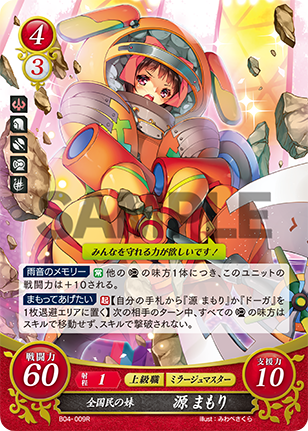 4
3
SAMPLE
みんなを守れる力が欲しいです！
雨音のメモリー 常 他の の味方1体につき、このユニットの
戦闘力は+10される。
まもってあげたい 起 【自分の手札から『源 まもり』か『ドーガ』を
1枚退避エリアに置く】次の相手のターン中、すべての の味方は
スキルで移動せず、スキルで撃破されない。
戦闘力
60
射程 1 上級職 ミラージュマスター
支援力
10
全国民の妹 源 まもり
B04-009R
Illust：みわべさくら